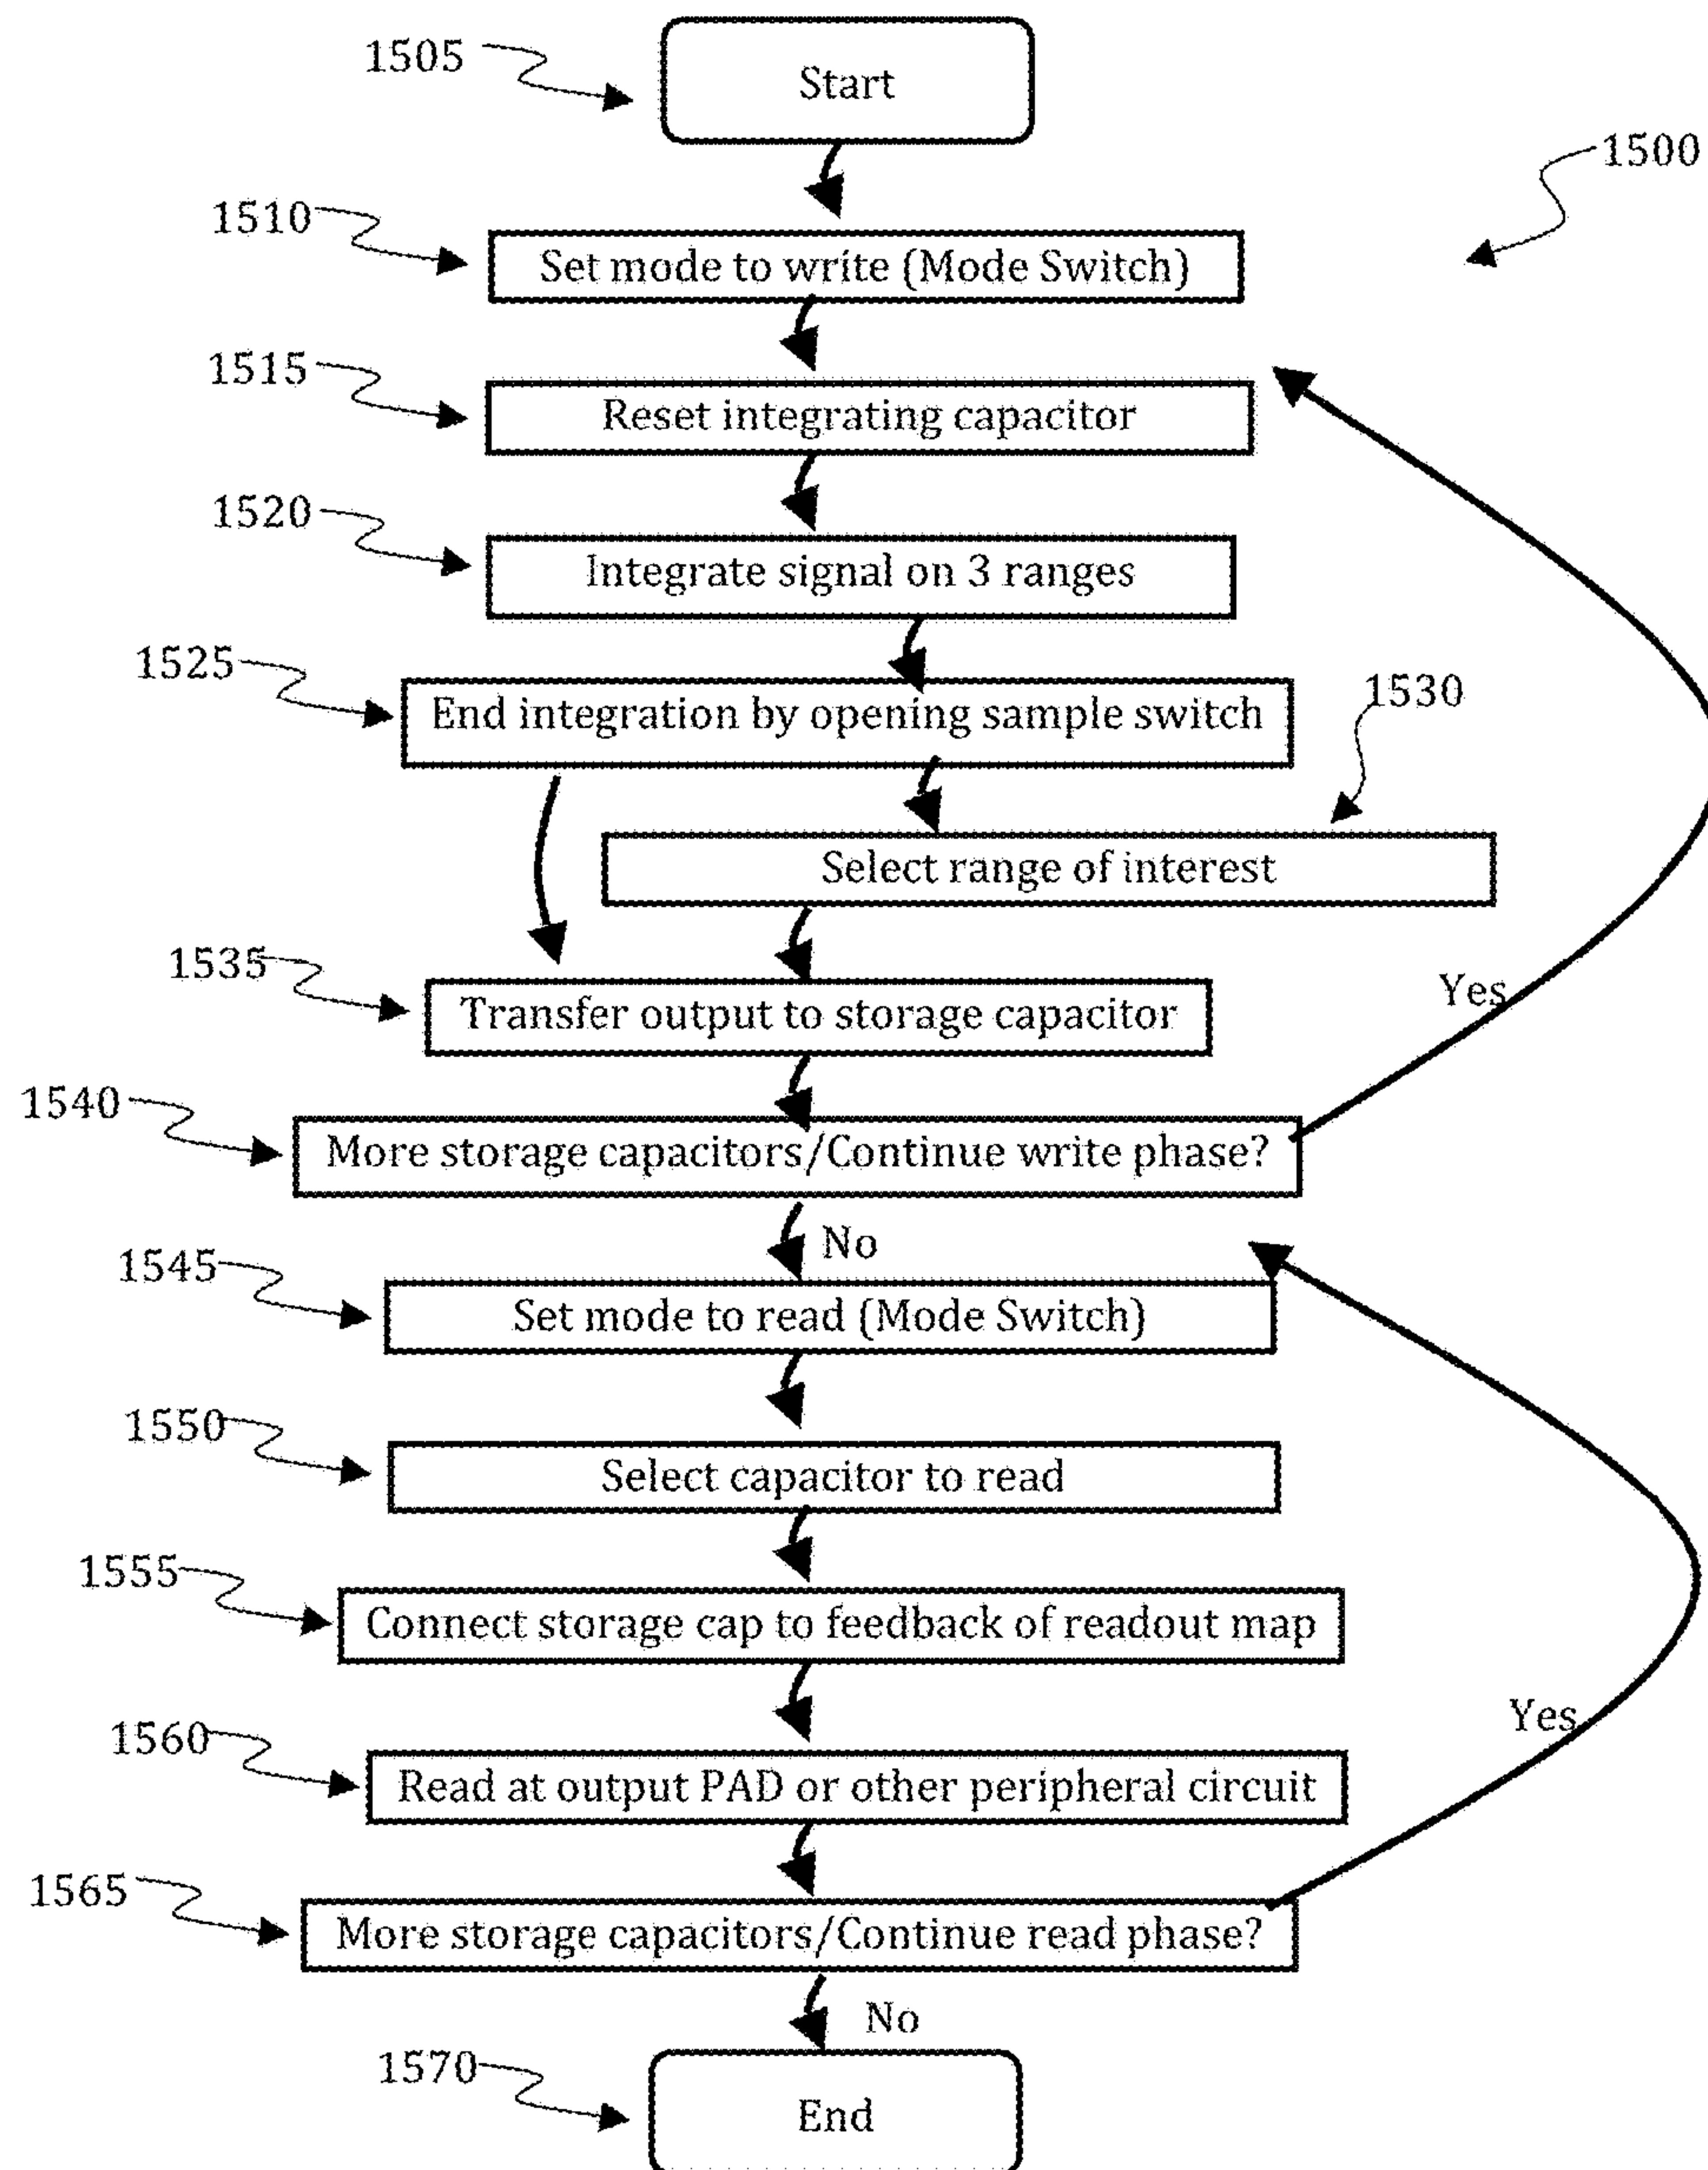 1505
Start
1500
1510
Set mode to write (Mode Switch)
1515
Reset integrating capacitor
1520
Integrate signal on 3 ranges
1525
End integration by opening sample switch
1530
Select range of interest
1535
Transfer output to storage capacitor
Yes
1540
More storage capacitors/Continue write phase?
No
1545
Set mode to read (Mode Switch)
1550
Select capacitor to read
1555
Connect storage cap to feedback of readout map
1560
Read at output PAD or other peripheral circuit
Yes
1565
More storage capacitors/Continue read phase?
No
1570
End